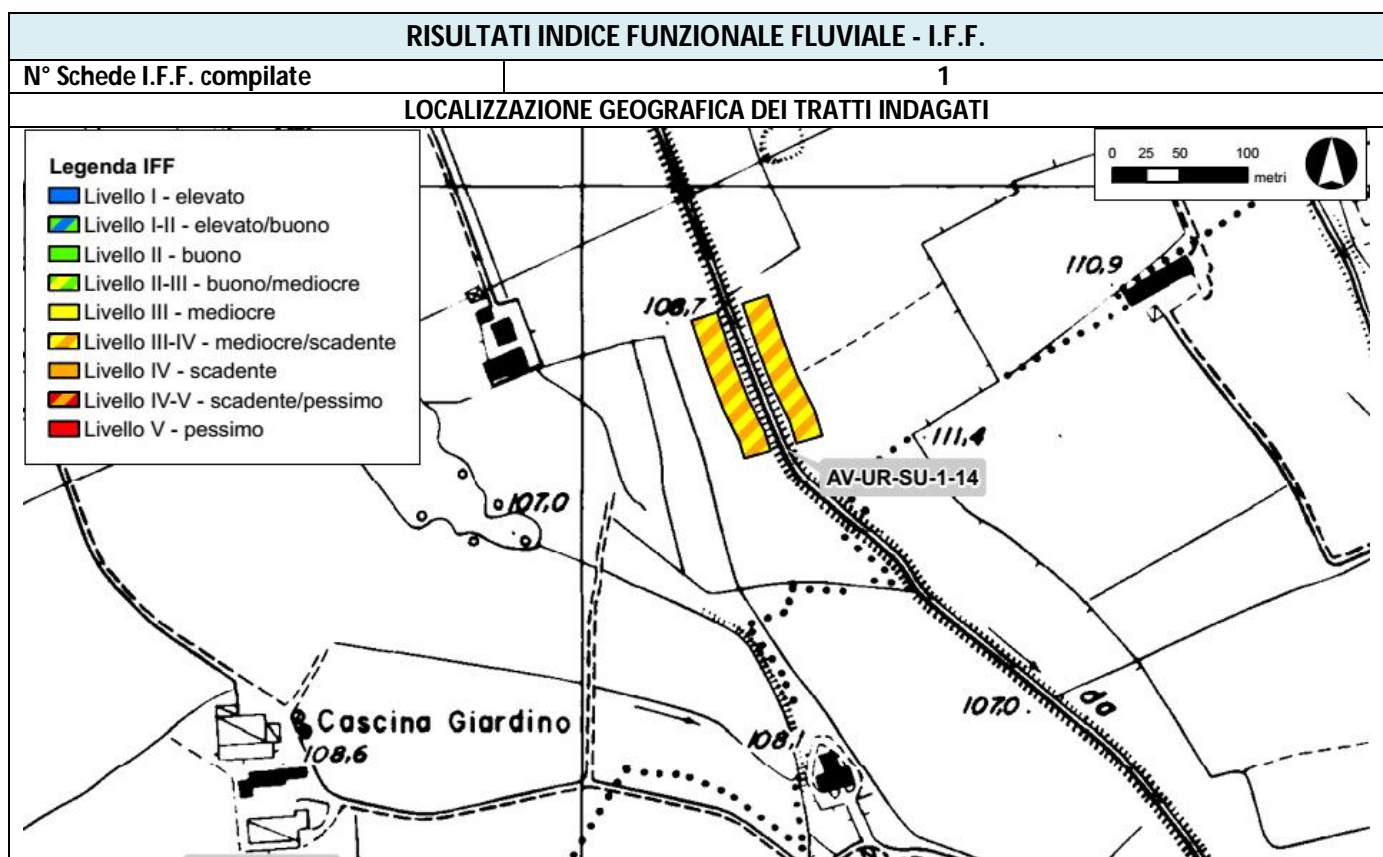 RISULTATI INDICE FUNZIONALE FLUVIALE - I.F.F.
N° Schede I.F.F. compilate 1
LOCALIZZAZIONE GEOGRAFICA DEI TRATTI INDAGATI
Legenda IFF
Livello I - elevato
Livello I-II - elevato/buono
Livello II - buono
Livello II-III - buono/mediocre
Livello III - mediocre
Livello III-IV - mediocre/scadente
Livello IV - scadente
Livello IV-V - scadente/pessimo
Livello V - pessimo
0 25 50 100
metri
110,9
108,7
111,4
AV-UR-SU-1-14
107,0
da
107,0
Cascina Giardino
108,6
108,1